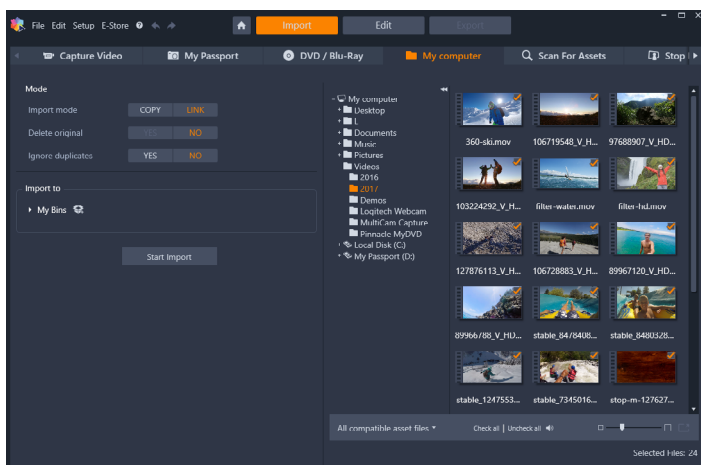 File Edit Setup E-Store
Import Edit Export
Capture Video My Passport DVD / Blu-Ray My computer Scan For Assets Stop
Mode
Import mode COPY LINK
Delete original YES NO
Ignore duplicates YES NO
Import to
My Bins
Start Import
My computer
Desktop
L
Documents
Music
Pictures
Videos
2016
2017
Demos
Logitech Webcam
MultiCam Capture
Pinnacle MyDVD
Local Disk (C:)
My Passport (D:)
360-ski.mov 106719548_V_H... 97688907_V_HD...
103224292_V_H... filter-water.mov filter-hd.mov
127876113_V_H... 106728883_V_H... 89967120_V_HD...
89966788_V_HD... stable_8478408... stable_8480328...
stable_1247553... stable_7345016... stop-m-127627...
All compatible asset files Check all | Uncheck all
Selected Files: 24